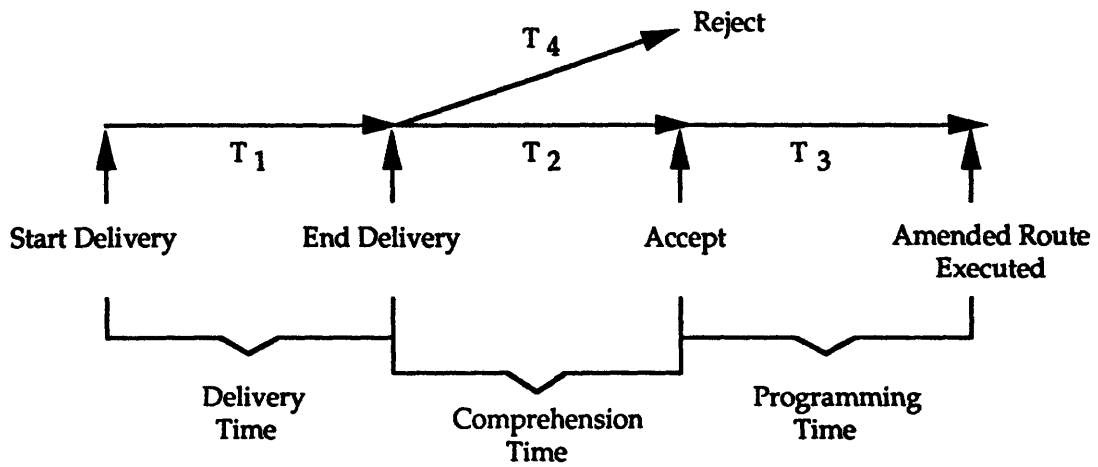 Reject
T 4
T 1
T 2
T 3
Start Delivery
End Delivery
Accept
Amended Route
Executed
Delivery
Time
Comprehension
Time
Programming
Time